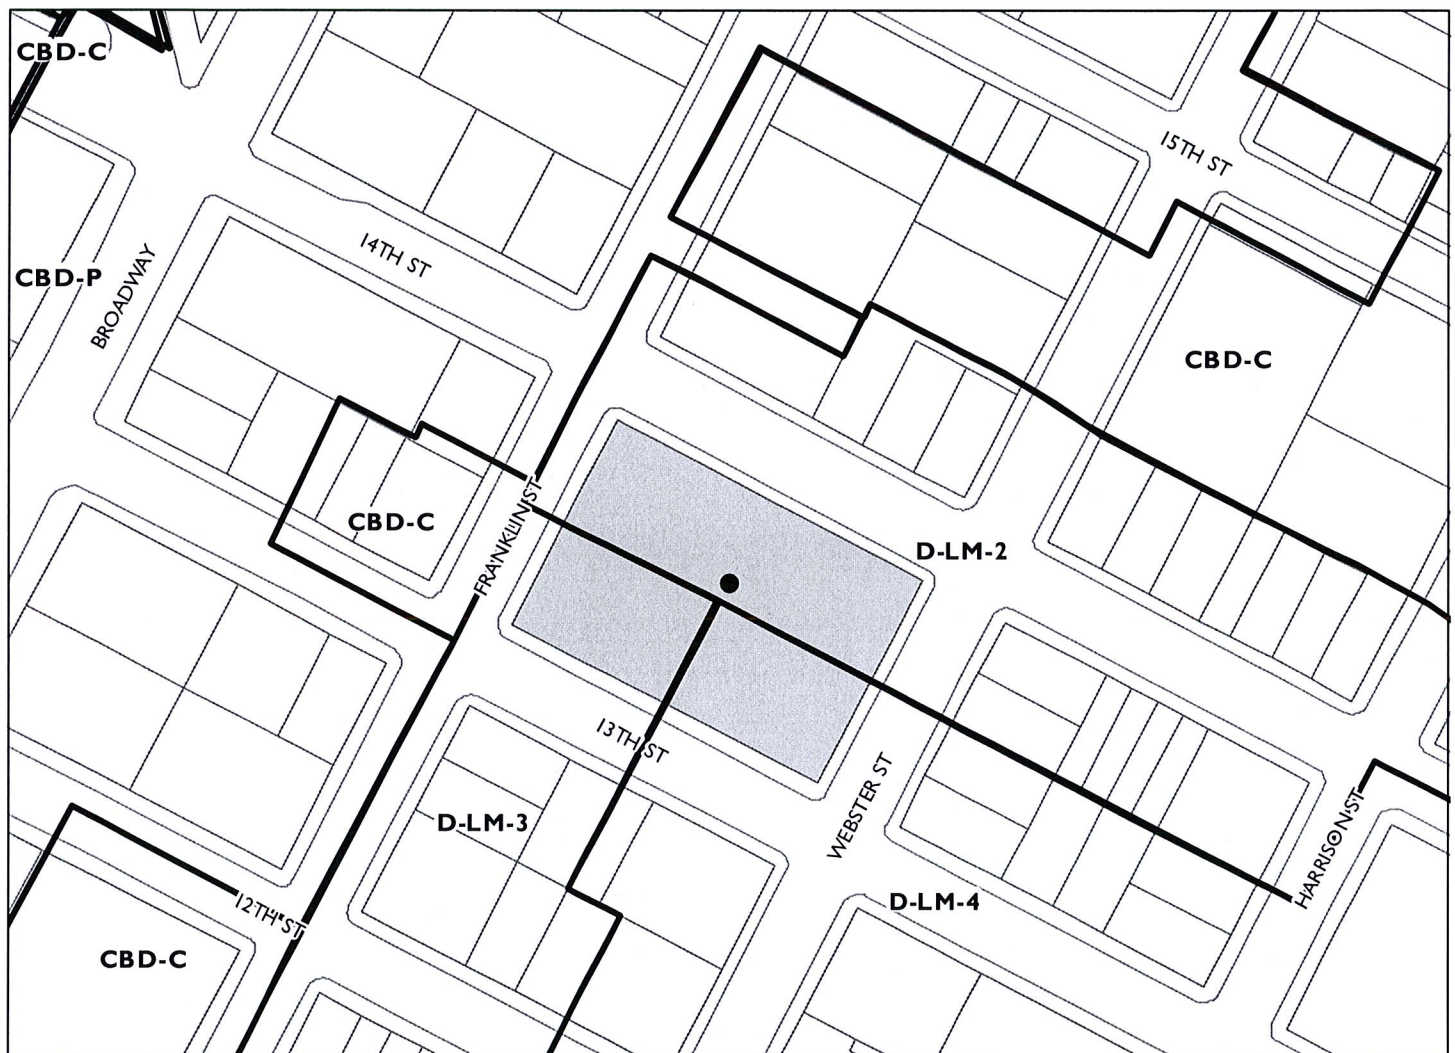 CBD-C
15TH ST
14TH ST
CBD-P
BROADWAY
CBD-C
CBD-C
FRANKLIN ST
D-LM-2
13TH ST
WEBSTER ST
D-LM-3
HARRISON ST
D-LM-4
12TH ST
CBD-C